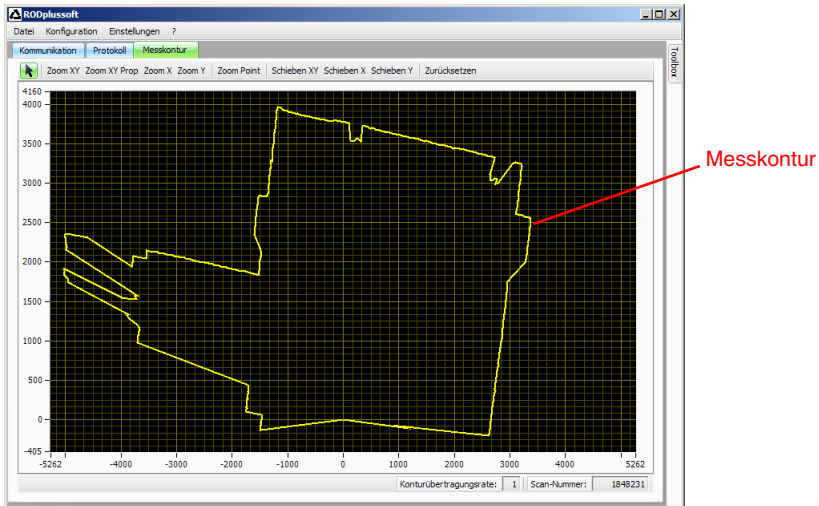 RODplussoft
Datei Konfiguration Einstellungen ?
Kommunikation Protokoll Messkontur
Toolbox
Zoom XY Zoom XY Prop Zoom X Zoom Y Zoom Point Schieben XY Schieben X Schieben Y Zurücksetzen
4160
4000
3500
3000
2500
2000
1500
1000
500
0
-405
-5262 -4000 -3000 -2000 -1000 0 1000 2000 3000 4000 5262
Messkontur
Konturübertragungsrate: 1 Scan-Nummer: 1848231